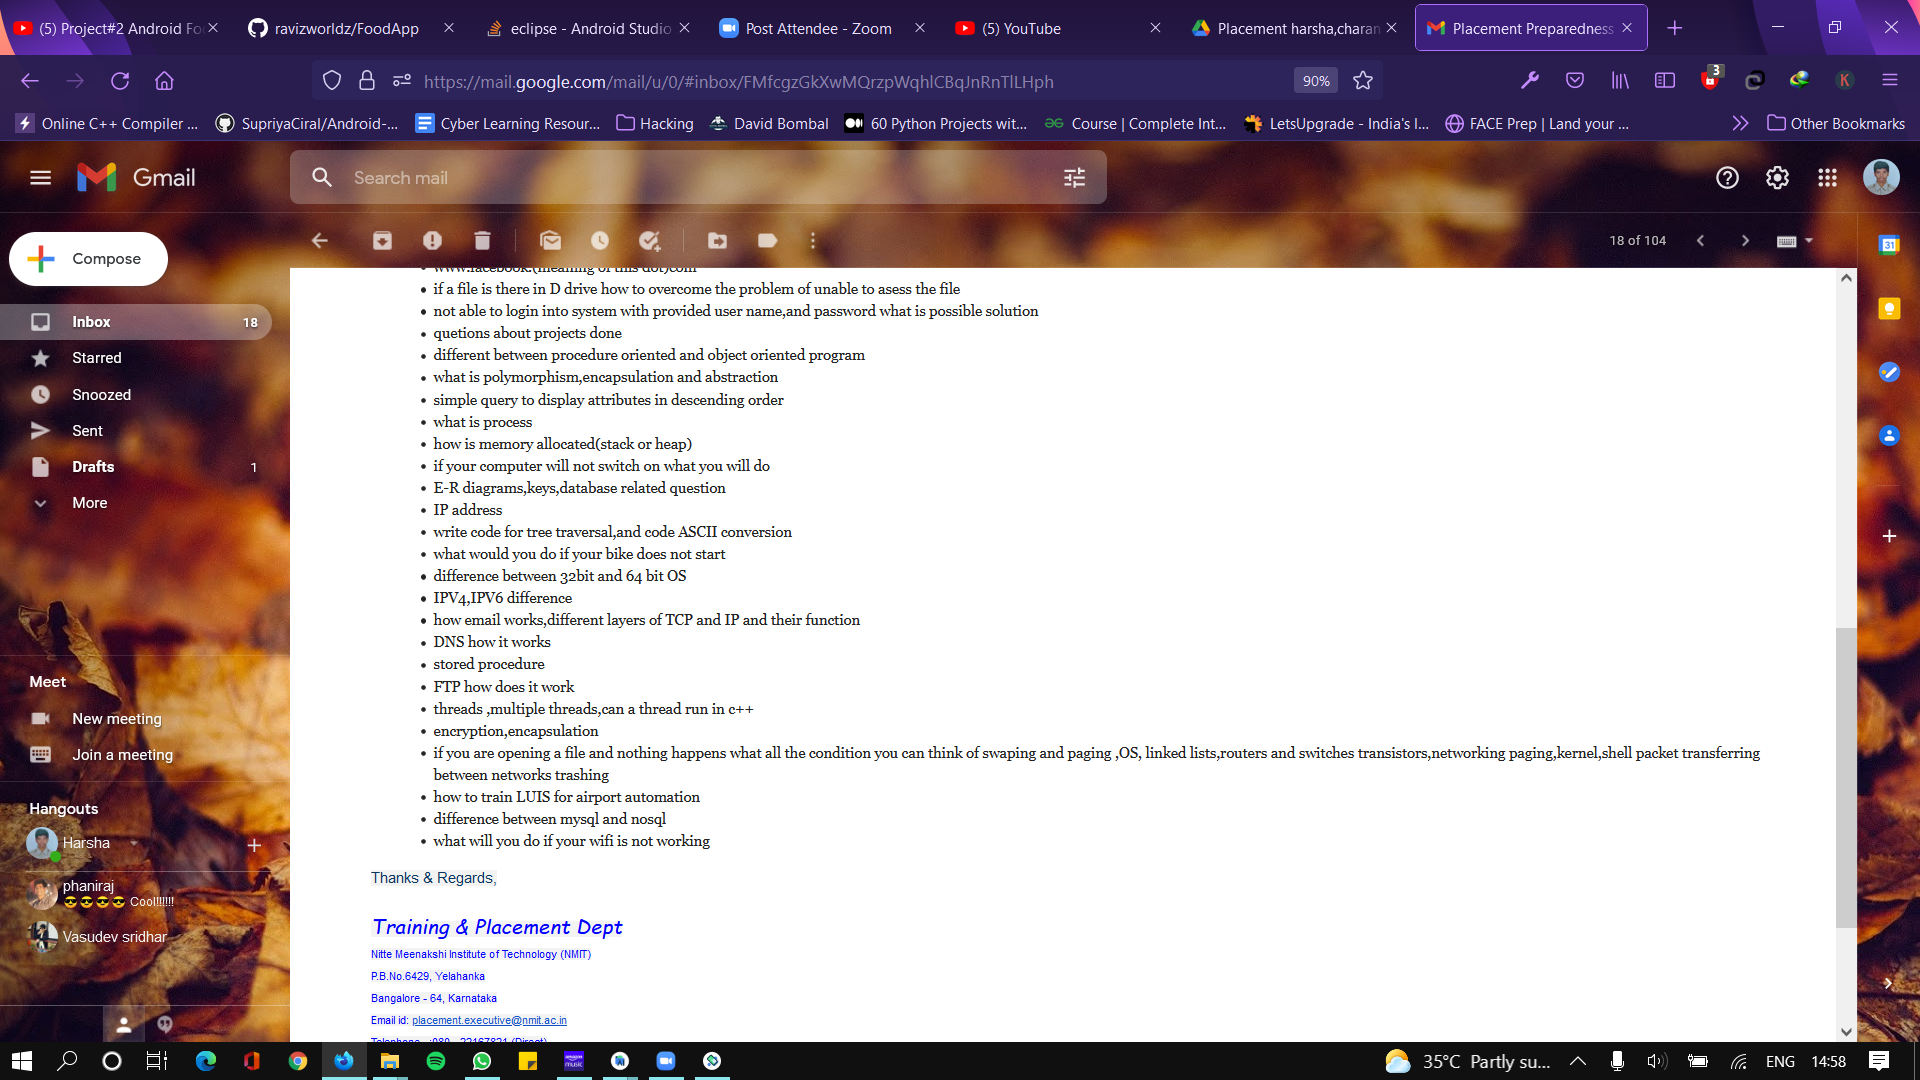 (5) Project#2 Android Fo
ravizworldz/FoodApp
eclipse - Android Studio
Post Attendee - Zoom
(5) YouTube
Placement harsha,charan
Placement Preparedness
https://mail.google.com/mail/u/0/#inbox/FMfcgzGkXwMQrzpWqhlCBqJnRnTlLHph
90%
3
Online C++ Compiler ...
SupriyaCiral/Android-...
Cyber Learning Resour...
Hacking
David Bombal
60 Python Projects wit...
Course | Complete Int...
LetsUpgrade - India's l...
FACE Prep | Land your ...
Other Bookmarks
Gmail
Search mail
18 of 104
Compose
Inbox 18
Starred
Snoozed
Sent
Drafts 1
More
Meet
New meeting
Join a meeting
Hangouts
Harsha
phaniraj
😎😎😎😎 Cool!!!!!!
Vasudev sridhar
www.facebook.(meaning of this dot)com
if a file is there in D drive how to overcome the problem of unable to asess the file
not able to login into system with provided user name,and password what is possible solution
quetions about projects done
different between procedure oriented and object oriented program
what is polymorphism,encapsulation and abstraction
simple query to display attributes in descending order
what is process
how is memory allocated(stack or heap)
if your computer will not switch on what you will do
E-R diagrams,keys,database related question
IP address
write code for tree traversal,and code ASCII conversion
what would you do if your bike does not start
difference between 32bit and 64 bit OS
IPV4,IPV6 difference
how email works,different layers of TCP and IP and their function
DNS how it works
stored procedure
FTP how does it work
threads ,multiple threads,can a thread run in c++
encryption,encapsulation
if you are opening a file and nothing happens what all the condition you can think of swaping and paging ,OS, linked lists,routers and switches transistors,networking paging,kernel,shell packet transferring
between networks trashing
how to train LUIS for airport automation
difference between mysql and nosql
what will you do if your wifi is not working
Thanks & Regards,
Training & Placement Dept
Nitte Meenakshi Institute of Technology (NMIT)
P.B.No.6429, Yelahanka
Bangalore - 64, Karnataka
Email id: placement.executive@nmit.ac.in
Telephone :080 - 22167821 (Direct)
31
35°C Partly su...
ENG
14:58